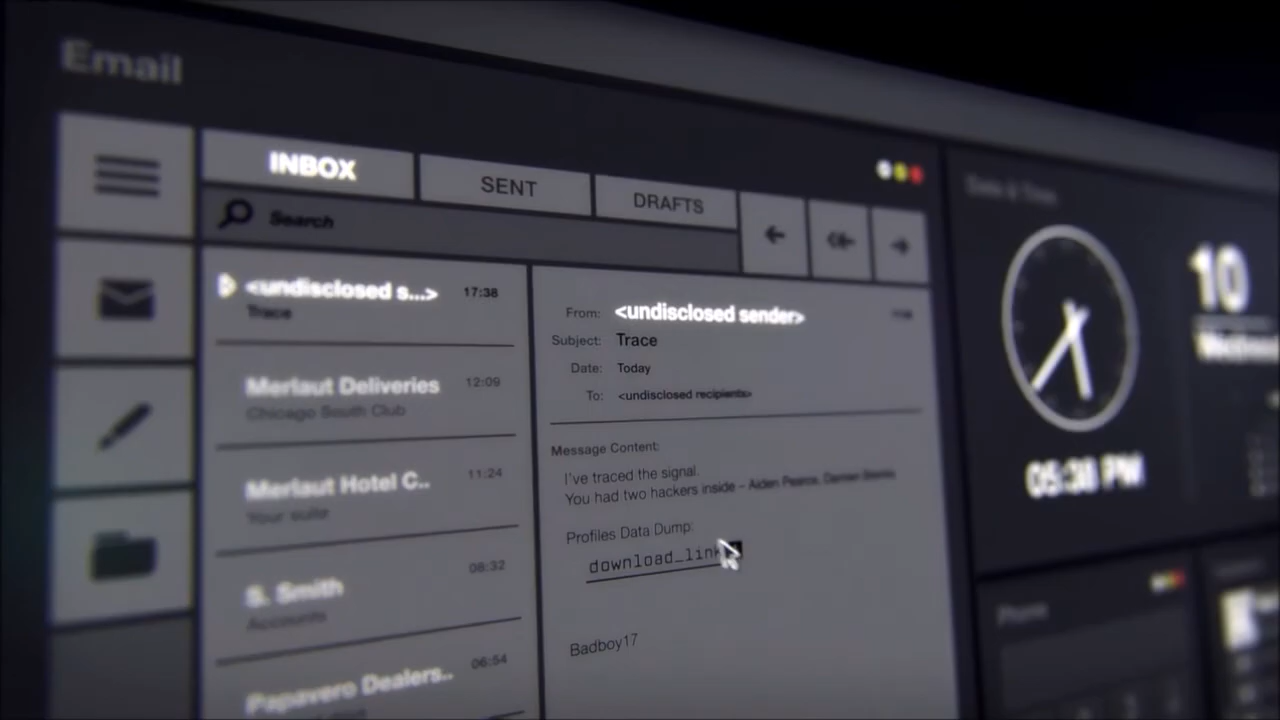 Email
INBOX
SENT
DRAFTS
Search
<undisclosed s...>
17:38
Trace
Merlaut Deliveries
12:09
Chicago South Club
Merlaut Hotel C..
11:24
Your suite
S. Smith
08:32
Accounts
Papavero Dealers..
06:54
From: <undisclosed sender>
Subject: Trace
Date: Today
To: <undisclosed recipients>
Message Content:
I've traced the signal.
You had two hackers inside – Aiden Pearce, Damien Brenks
Profiles Data Dump:
download_link
Badboy17
Date & Time
10
05:38 PM
Phone